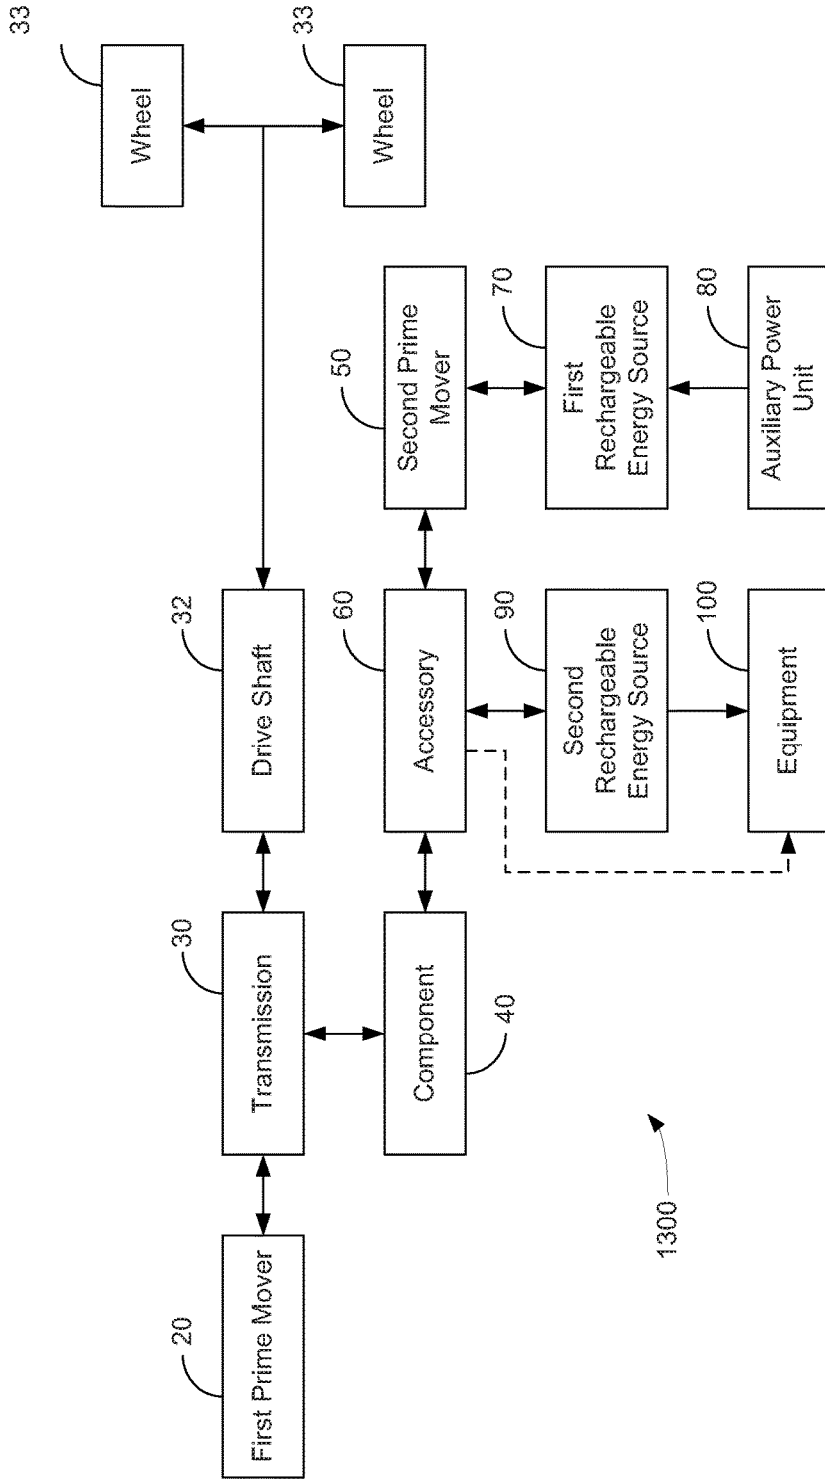 33
Wheel
33
Wheel
20
First Prime Mover
30
Transmission
32
Drive Shaft
Component
40
60
Accessory
50
Second Prime
Mover
90
Second
Rechargeable
Energy Source
70
First
Rechargeable
Energy Source
100
Equipment
80
Auxiliary Power
Unit
1300